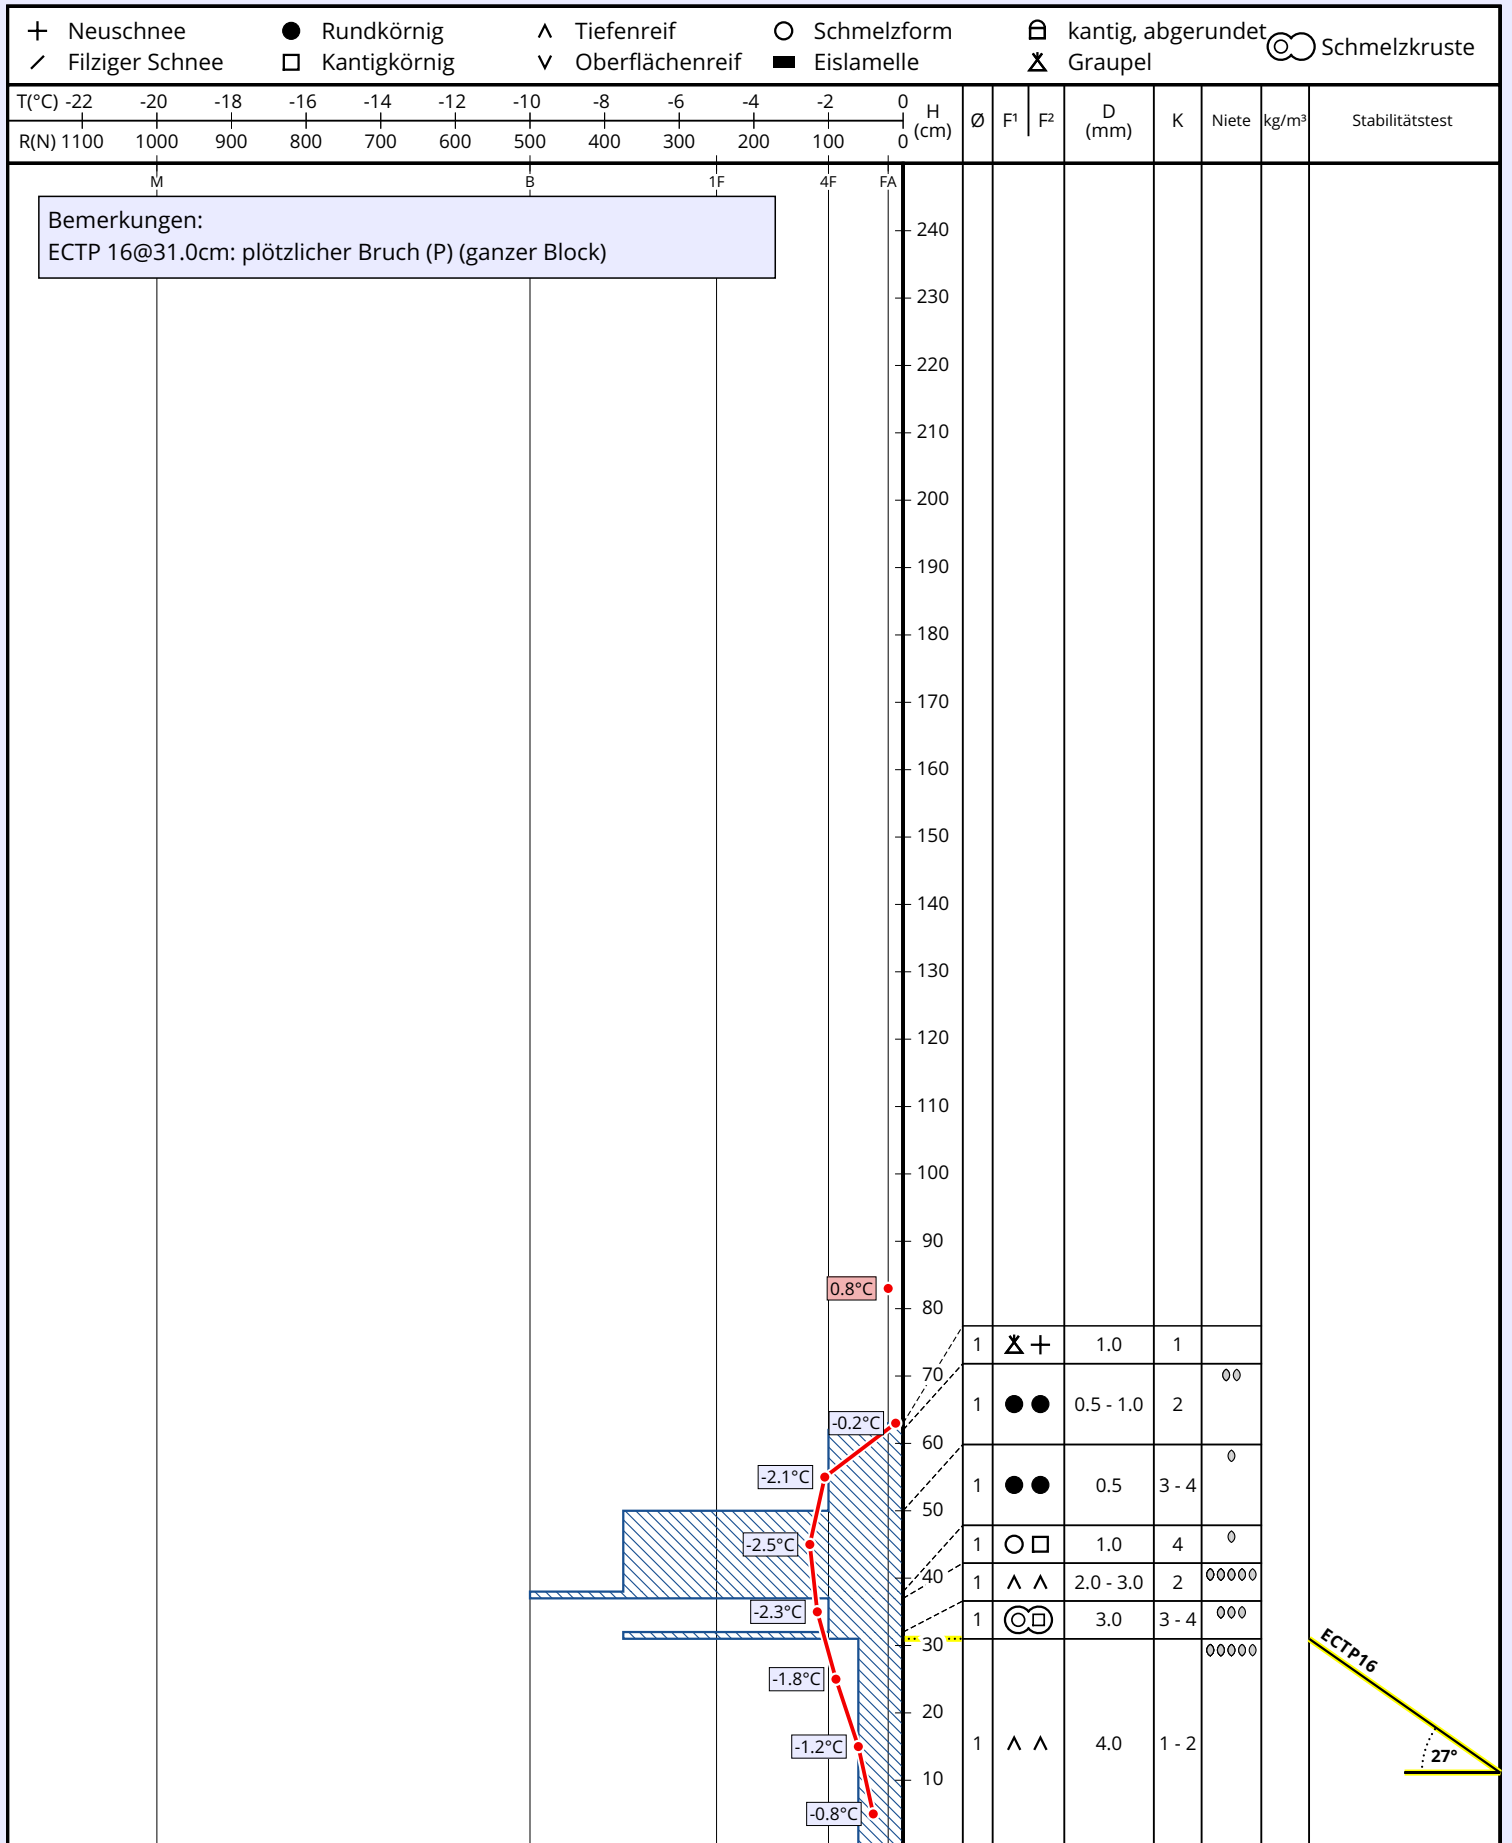 Neuschnee Rundkörnig Tiefenreif Schmelzform kantig, abgerundet Schmelzkruste
Filziger Schnee Kantigkörnig Oberflächenreif Eislamelle Graupel
T(°C) -22 -20 -18 -16 -14 -12 -10 -8 -6 -4 -2 0
R(N) 1100 1000 900 800 700 600 500 400 300 200 100 0
H (cm) Ø F¹ F² D (mm) K Niete kg/m³ Stabilitätstest
M B 1F 4F FA
Bemerkungen:
ECTP 16@31.0cm: plötzlicher Bruch (P) (ganzer Block)
240
230
220
210
200
190
180
170
160
150
140
130
120
110
100
90
0.8°C
80
1 1.0 1
70
1 0.5 - 1.0 2
-0.2°C
60
-2.1°C
1 0.5 3 - 4
50
-2.5°C
1 1.0 4
40
1 2.0 - 3.0 2
-2.3°C
1 3.0 3 - 4
30
ECTP16
-1.8°C
20
-1.2°C
1 4.0 1 - 2
27°
10
-0.8°C